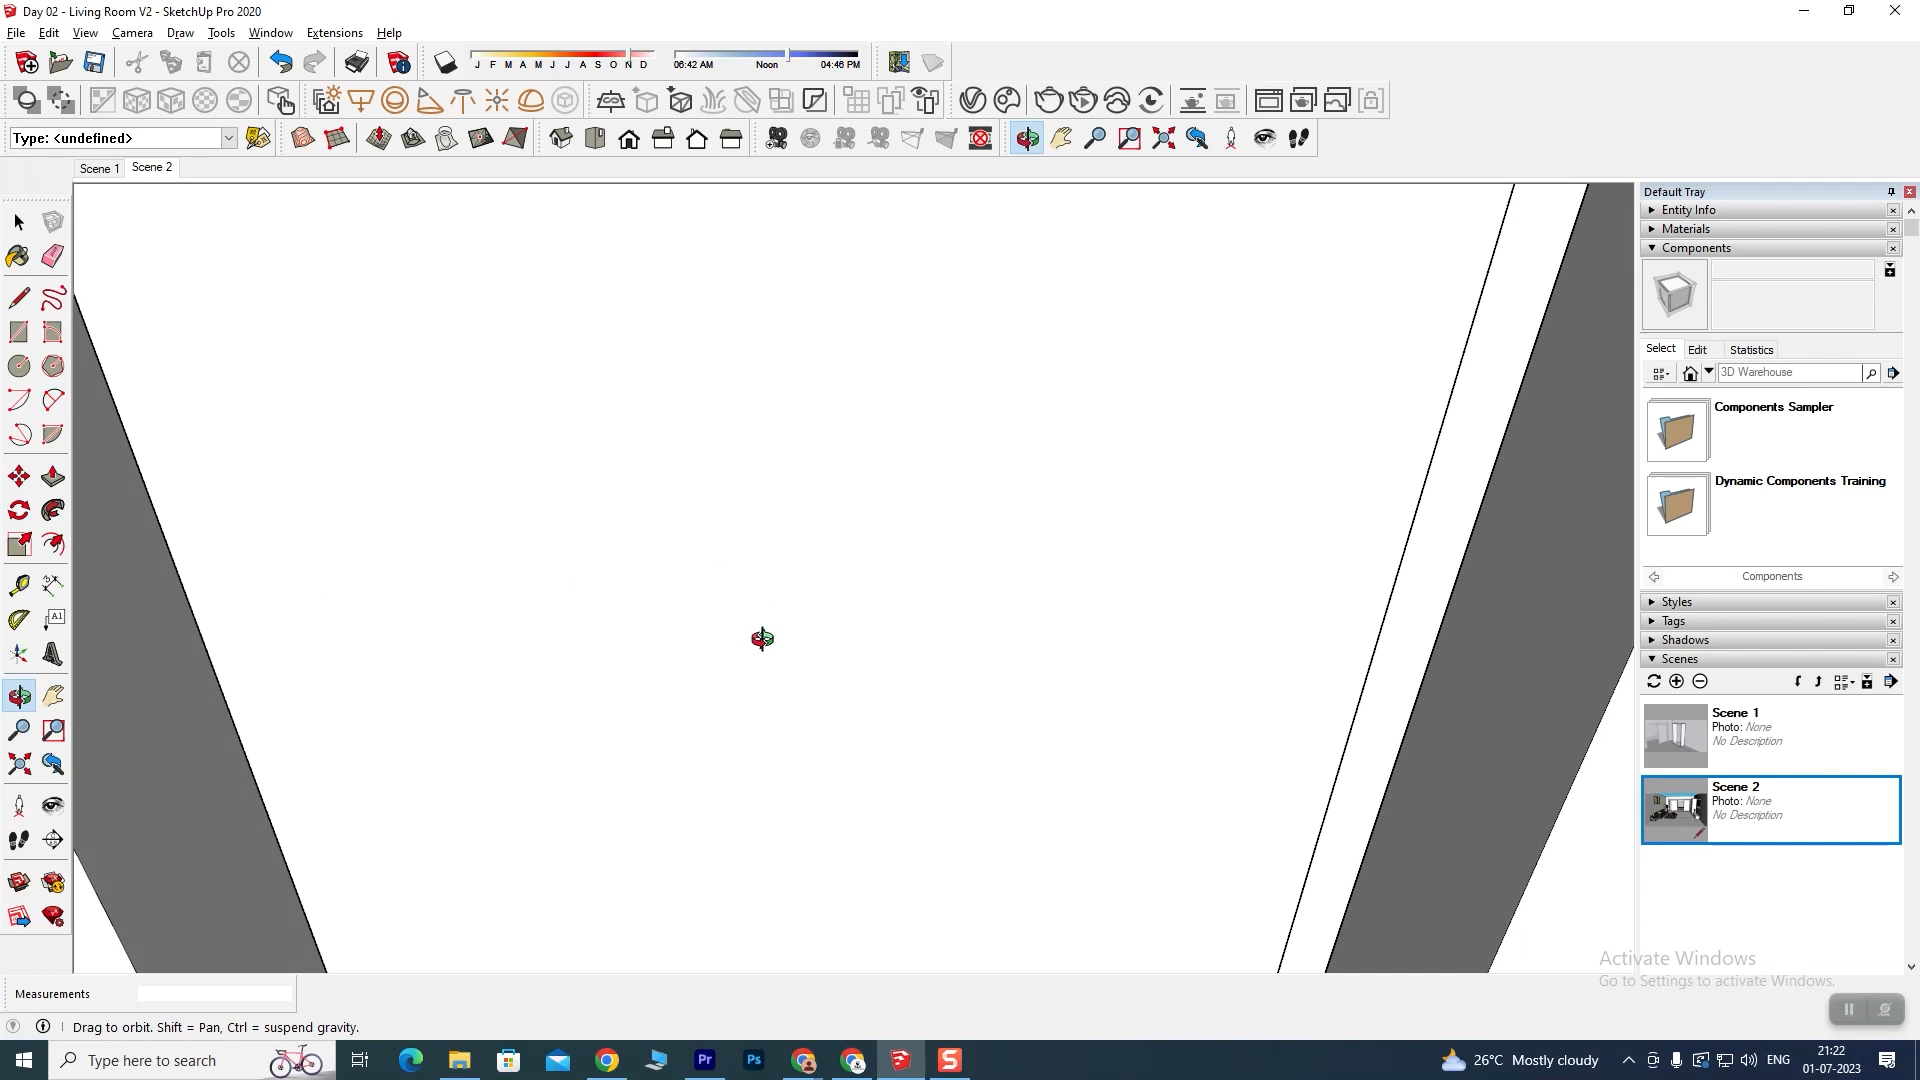 Day 02 - Living Room V2 - SketchUp Pro 2020
File Edit View Camera Draw Tools Window Extensions Help
J F M A M J J A S O N D 06:42 AM Noon 04:46 PM
Type: <undefined>
Scene 1 Scene 2
Default Tray
Entity Info
Materials
Components
Select Edit Statistics
3D Warehouse
Components Sampler
Dynamic Components Training
Components
Styles
Tags
Shadows
Scenes
Scene 1
Photo: None
No Description
Scene 2
Photo: None
No Description
A1
Activate Windows
Go to Settings to activate Windows.
Measurements
Drag to orbit. Shift = Pan, Ctrl = suspend gravity.
Type here to search
Pr
Ps
S
26°C Mostly cloudy
ENG
21:22
01-07-2023